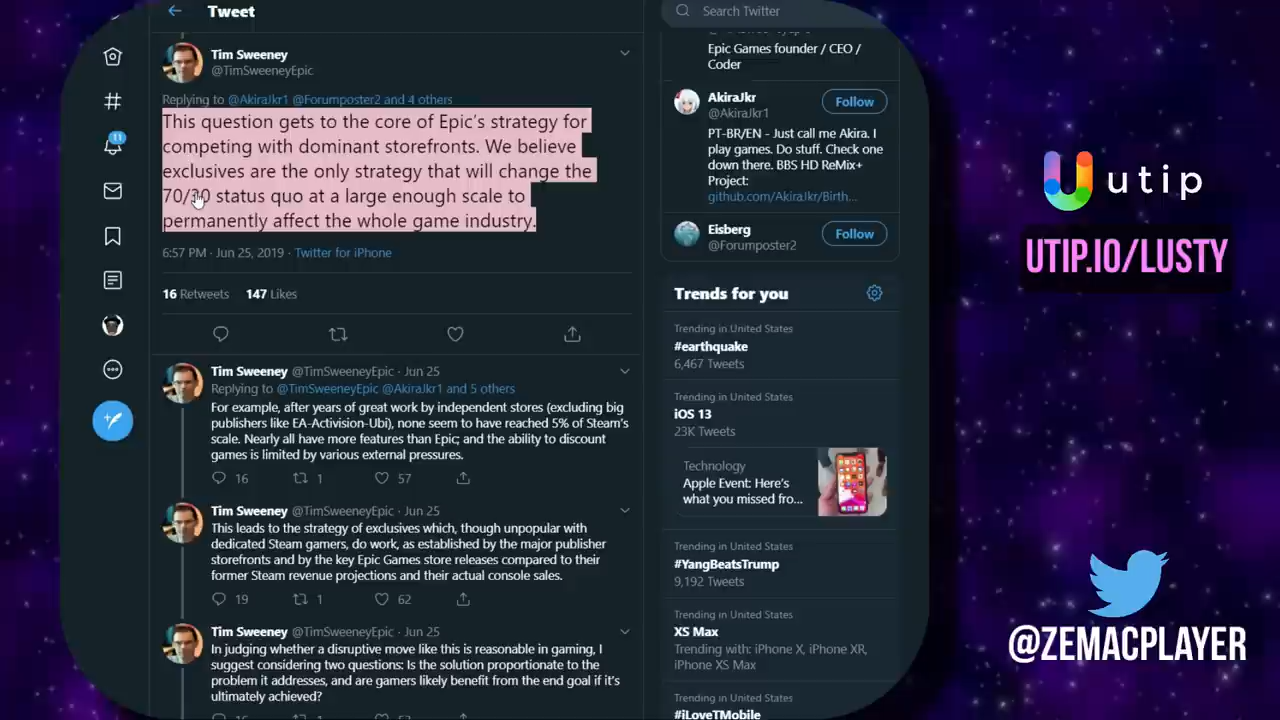 Tweet
Tim Sweeney
@TimSweeneyEpic
Replying to @AkiraJkr1 @Forumposter2 and 4 others
This question gets to the core of Epic's strategy for
competing with dominant storefronts. We believe
exclusives are the only strategy that will change the
70/30 status quo at a large enough scale to
permanently affect the whole game industry.
6:57 PM · Jun 25, 2019 · Twitter for iPhone
16 Retweets 147 Likes
Tim Sweeney @TimSweeneyEpic · Jun 25
Replying to @TimSweeneyEpic @AkiraJkr1 and 5 others
For example, after years of great work by independent stores (excluding big
publishers like EA-Activision-Ubi), none seem to have reached 5% of Steam's
scale. Nearly all have more features than Epic; and the ability to discount
games is limited by various external pressures.
16 1 57
Tim Sweeney @TimSweeneyEpic · Jun 25
This leads to the strategy of exclusives which, though unpopular with
dedicated Steam gamers, do work, as established by the major publisher
storefronts and by the key Epic Games store releases compared to their
former Steam revenue projections and their actual console sales.
19 1 62
Tim Sweeney @TimSweeneyEpic · Jun 25
In judging whether a disruptive move like this is reasonable in gaming, I
suggest considering two questions: Is the solution proportionate to the
problem it addresses, and are gamers likely benefit from the end goal if it's
ultimately achieved?
11
Search Twitter
Epic Games founder / CEO /
Coder
AkiraJkr
@AkiraJkr1
Follow
PT-BR/EN - Just call me Akira. I
play games. Do stuff. Check one
down there. BBS HD ReMix+
Project:
github.com/AkiraJkr/Birth...
Eisberg
@Forumposter2
Follow
Trends for you
Trending in United States
#earthquake
6,467 Tweets
Trending in United States
iOS 13
23K Tweets
Technology
Apple Event: Here's
what you missed fro...
Trending in United States
#YangBeatsTrump
9,192 Tweets
Trending in United States
XS Max
Trending with: iPhone X, iPhone XR,
iPhone XS Max
Trending in United States
#iLoveTMobile
utip
UTIP.IO/LUSTY
@ZEMACPLAYER